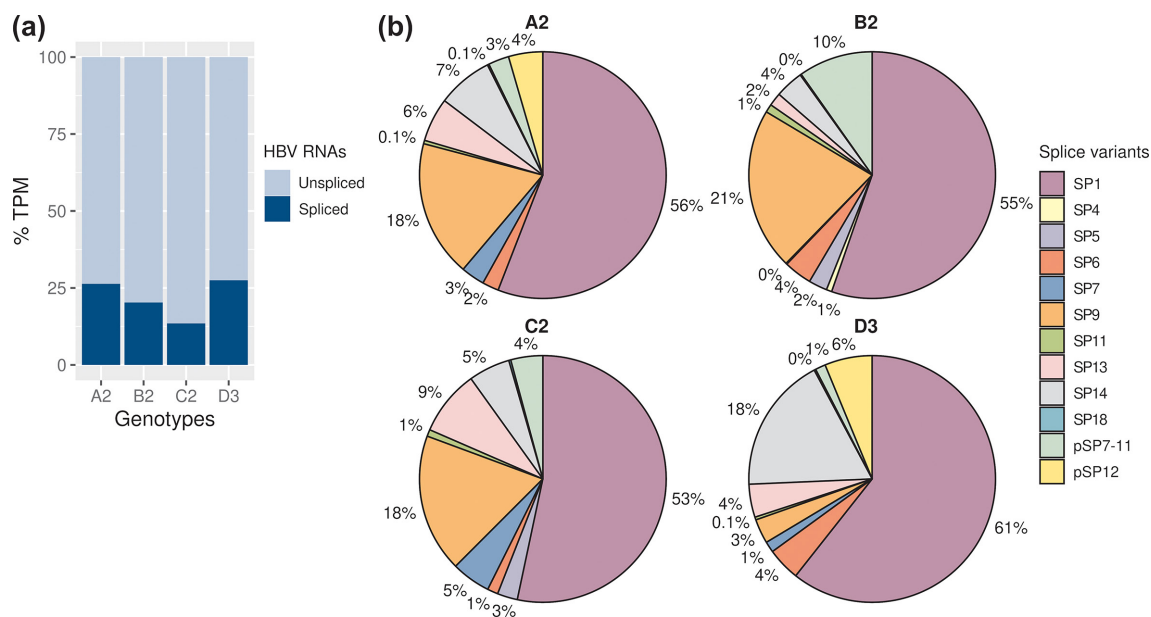 (a)
100
75
50
25
0
% TPM
A2 B2 C2 D3
Genotypes
HBV RNAs
Unspliced
Spliced
(b)
A2
56%
2%
3%
18%
0.1%
6%
7%
0.1%
3%
4%
B2
55%
1%
2%
4%
0%
21%
1%
2%
4%
0%
10%
C2
53%
3%
1%
5%
18%
1%
9%
5%
4%
D3
61%
4%
1%
3%
0.1%
4%
18%
0%
1%
6%
Splice variants
SP1
SP4
SP5
SP6
SP7
SP9
SP11
SP13
SP14
SP18
pSP7-11
pSP12